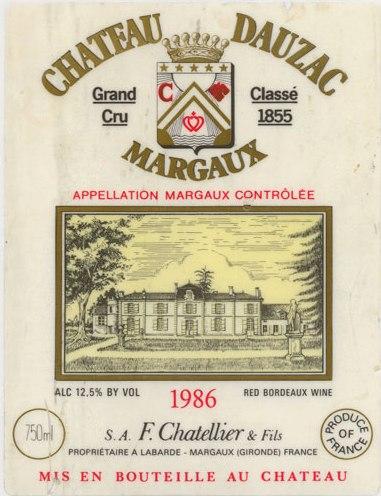 CHATEAU DAUZAC
C
Grand Cru
Classé 1855
MARGAUX
APPELLATION MARGAUX CONTRÔLÉE
ALC 12,5% BY VOL
1986
RED BORDEAUX WINE
750ml
S.A. F. Chatellier & Fils
PRODUCE OF FRANCE
PROPRIÉTAIRE A LABARDE - MARGAUX (GIRONDE) FRANCE
MIS EN BOUTEILLE AU CHATEAU